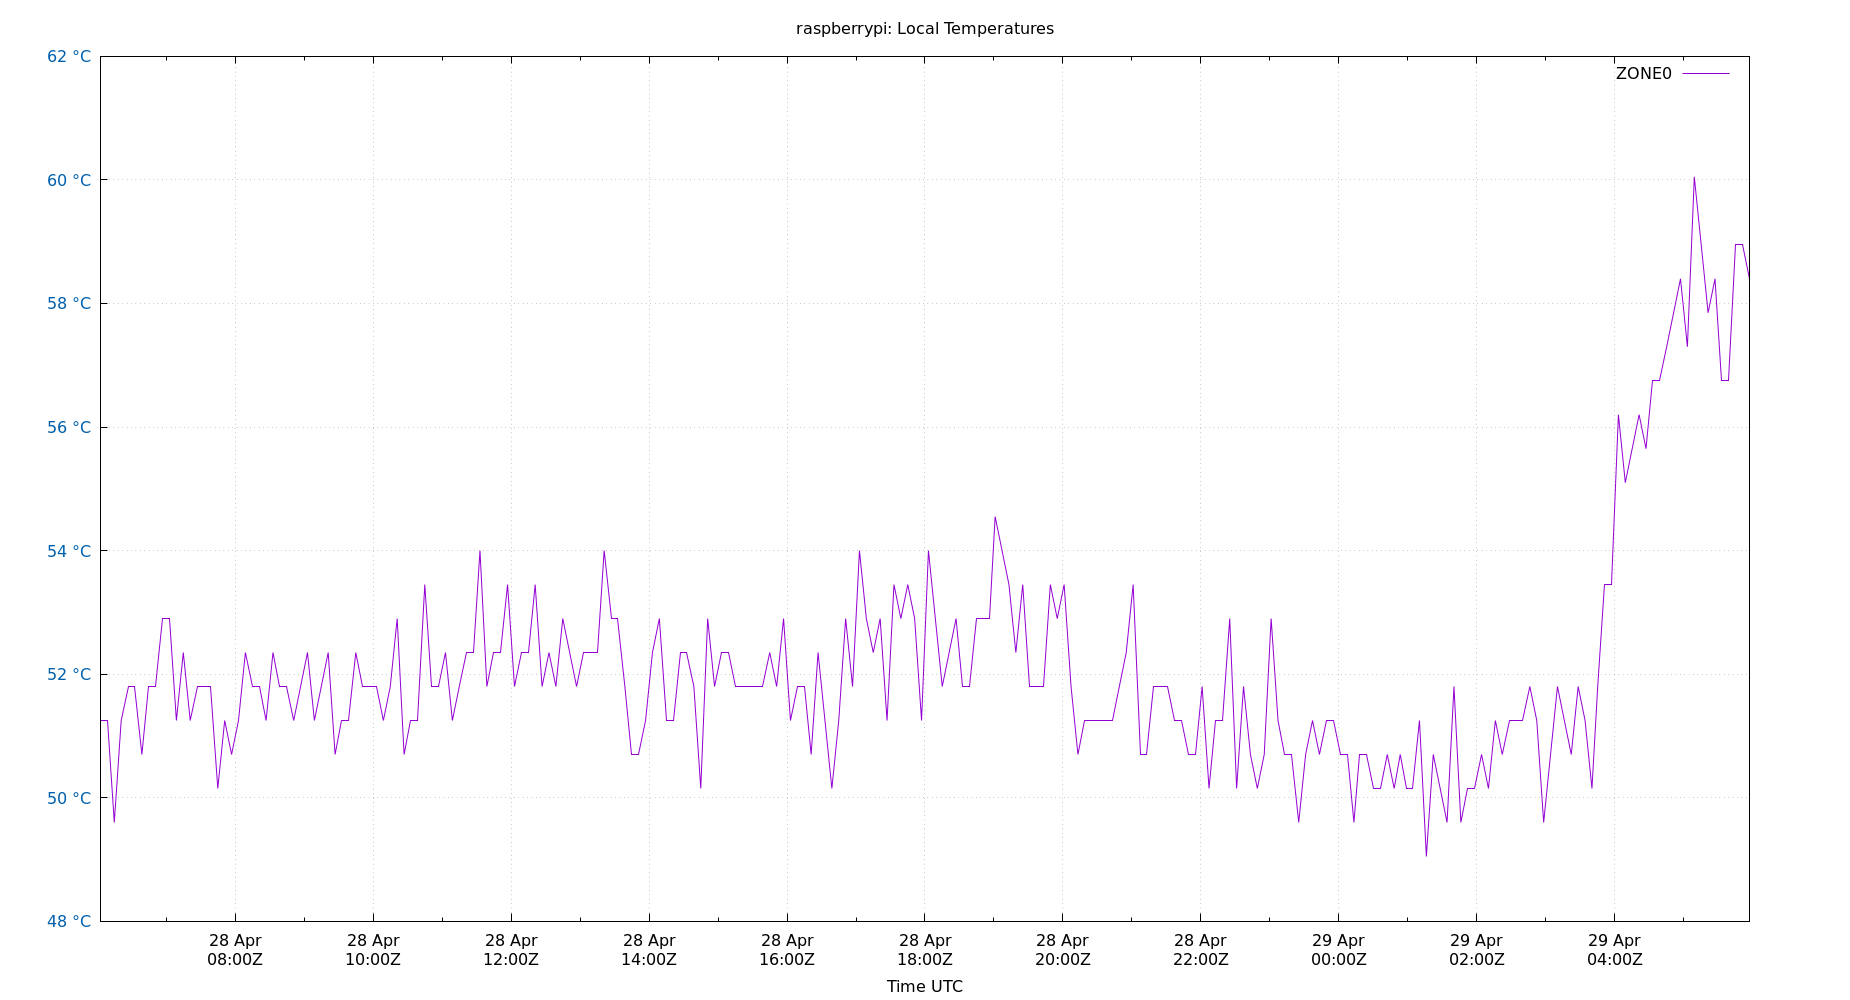 raspberrypi: Local Temperatures
62 °C
ZONE0
60 °C
58 °C
56 °C
54 °C
52 °C
50 °C
48 °C
28 Apr 28 Apr 28 Apr 28 Apr 28 Apr 28 Apr 28 Apr 28 Apr 29 Apr 29 Apr 29 Apr
08:00Z 10:00Z 12:00Z 14:00Z 16:00Z 18:00Z 20:00Z 22:00Z 00:00Z 02:00Z 04:00Z
Time UTC